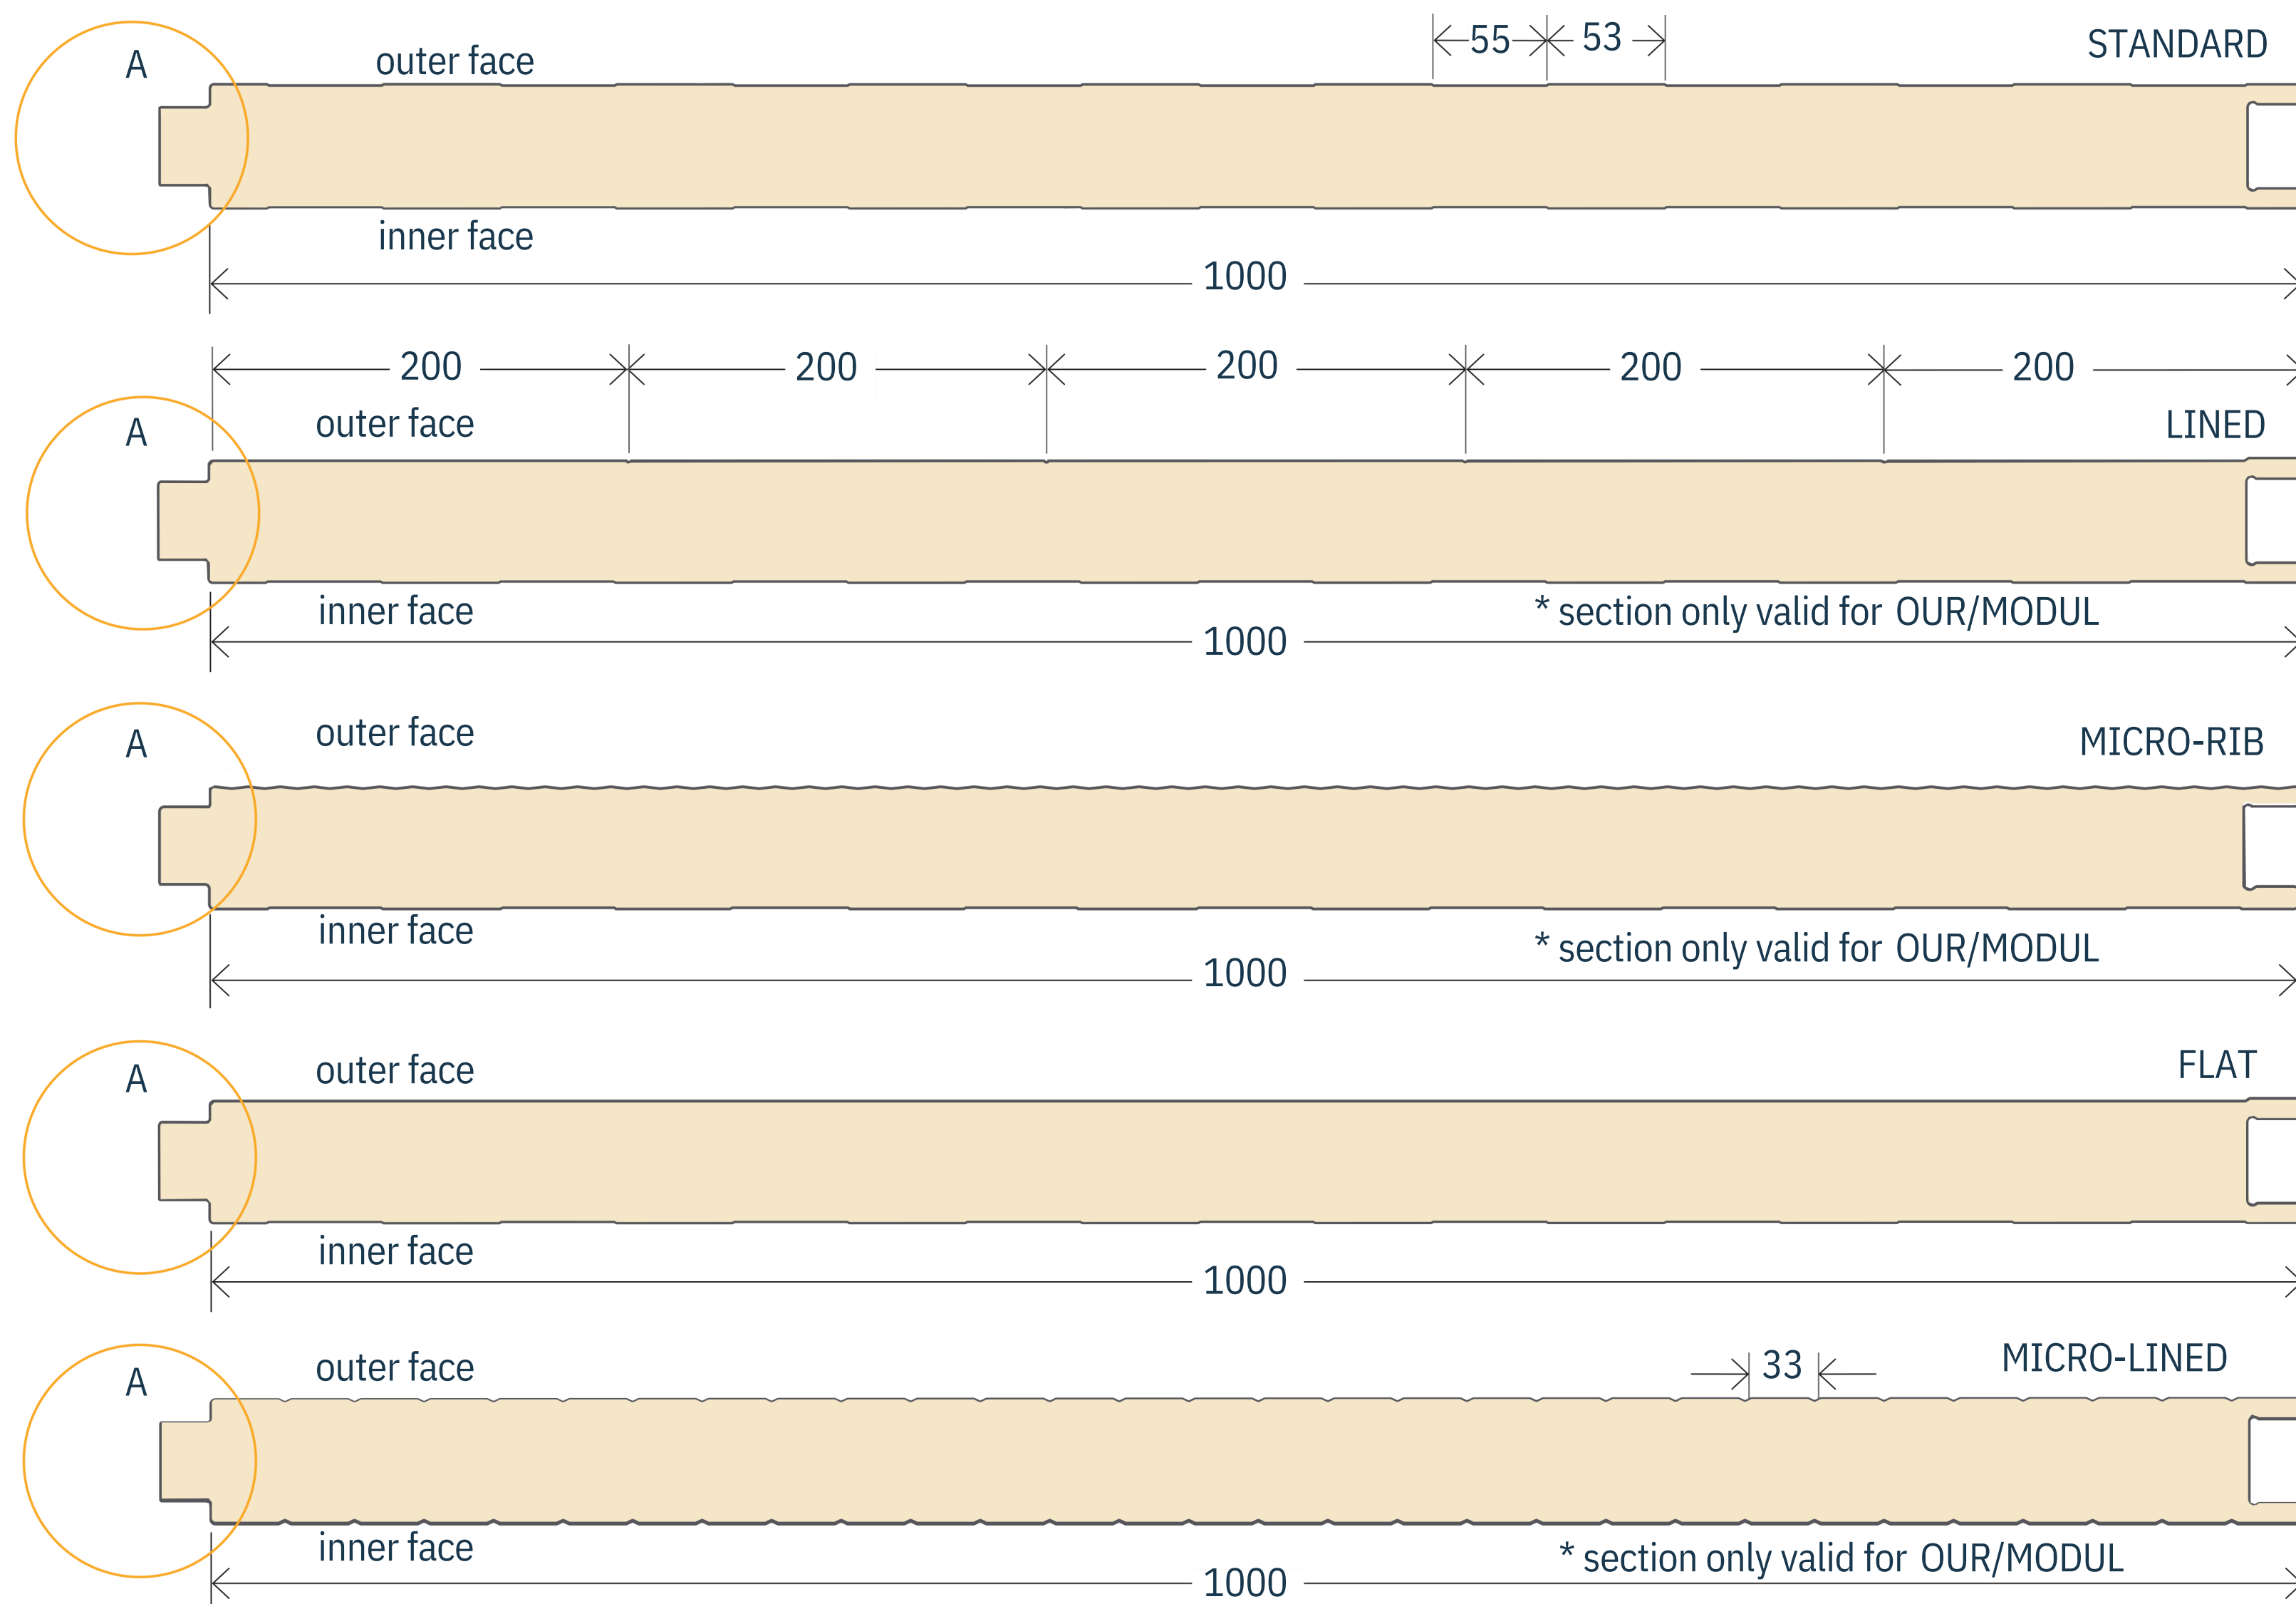 A
outer face
55
53
STANDARD
inner face
1000
200
200
200
200
200
A
outer face
LINED
inner face
* section only valid for OUR/MODUL
1000
A
outer face
MICRO-RIB
inner face
* section only valid for OUR/MODUL
1000
A
outer face
FLAT
inner face
1000
A
outer face
33
MICRO-LINED
inner face
* section only valid for OUR/MODUL
1000